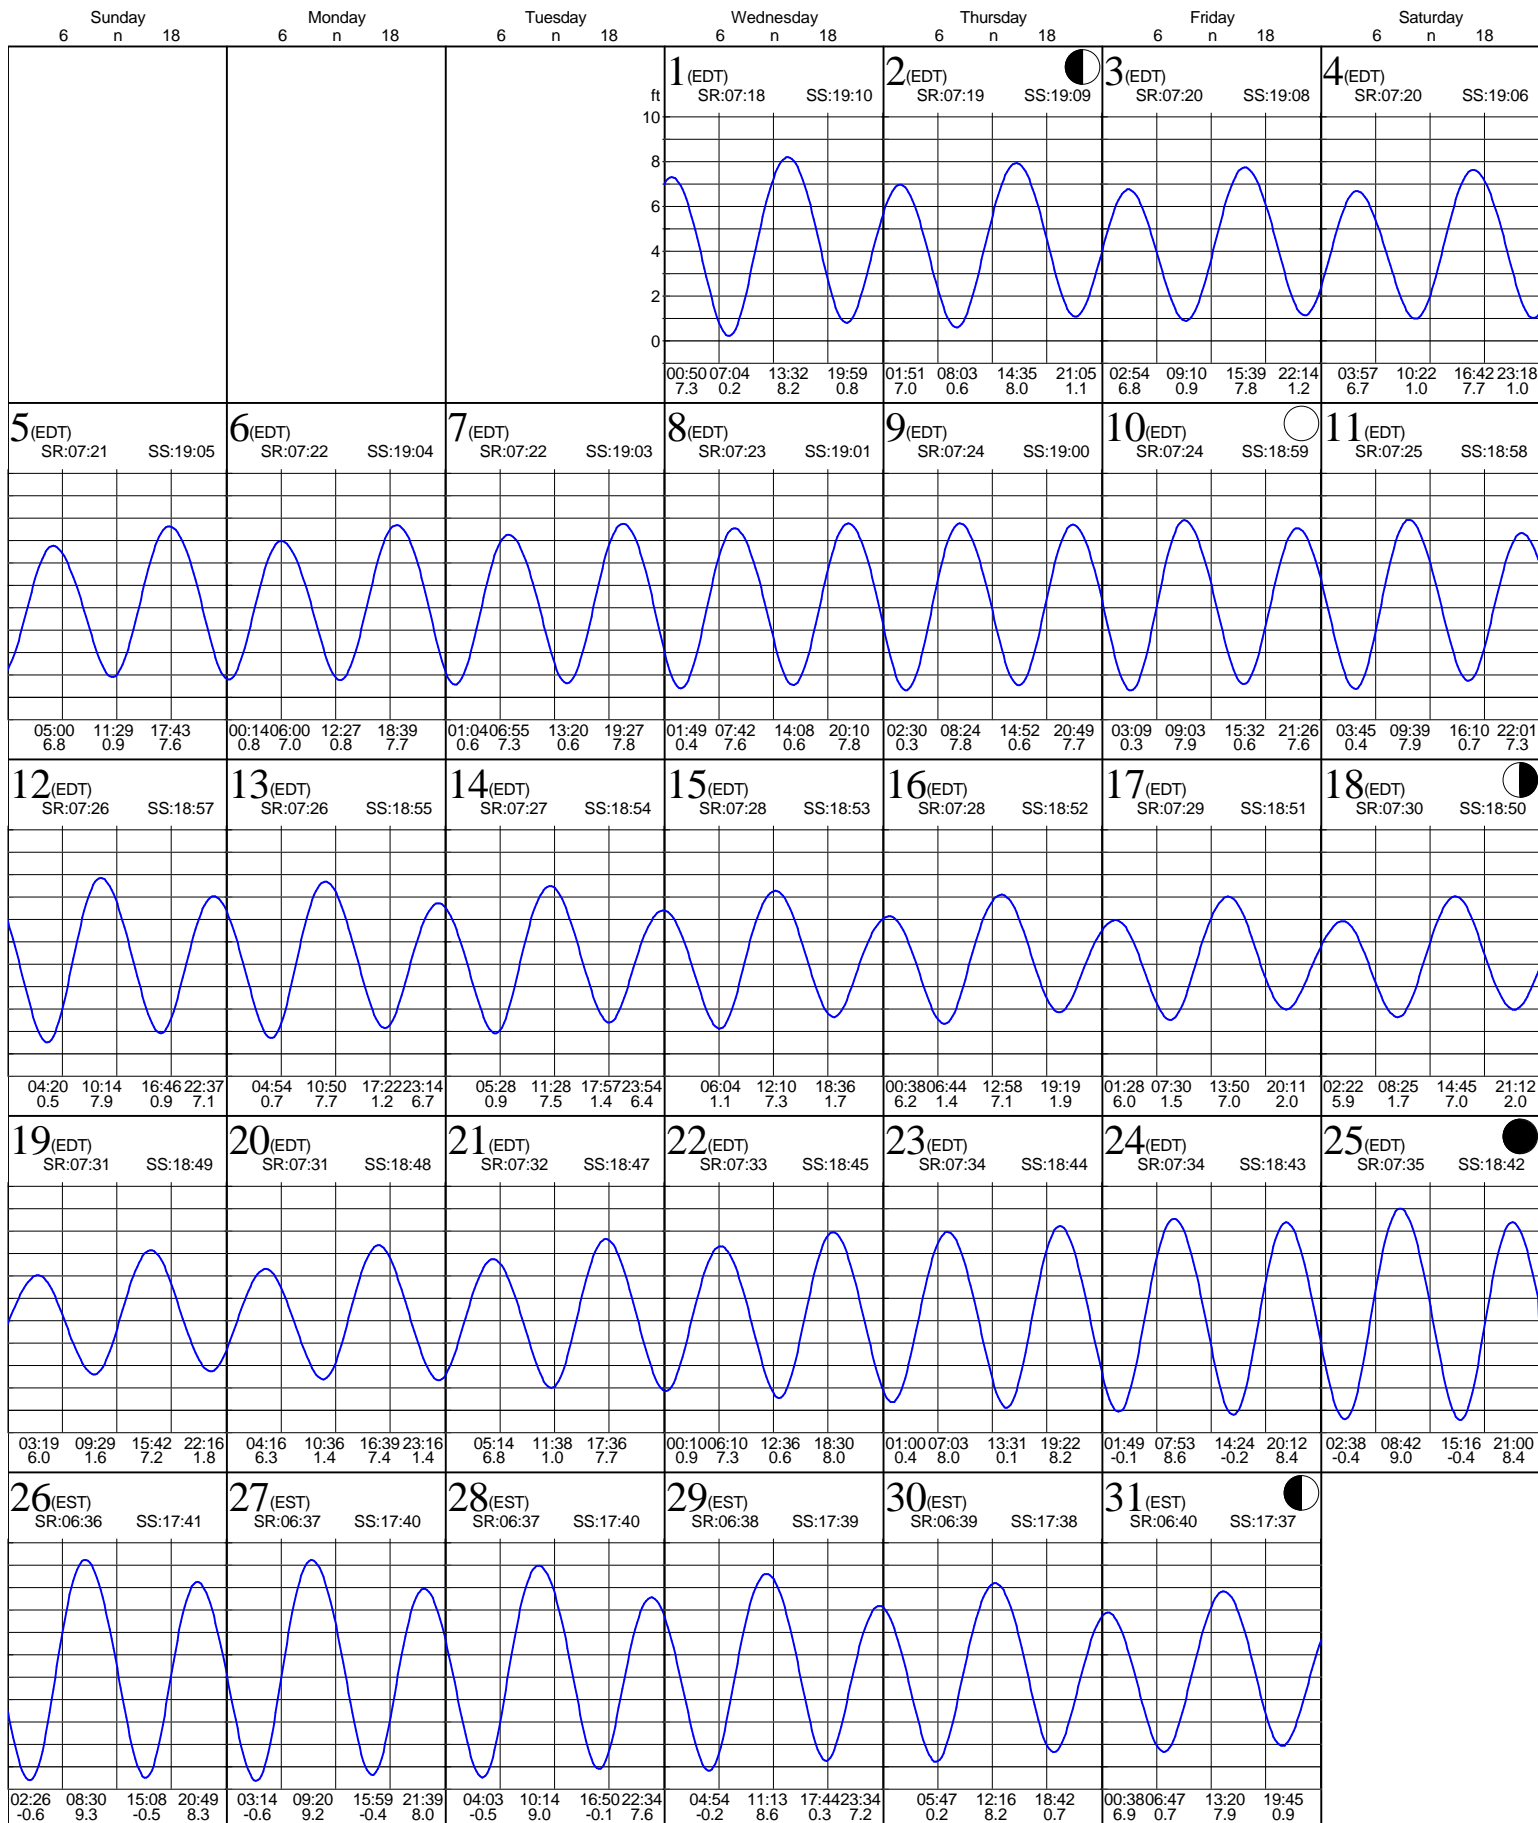 Sunday Monday Tuesday Wednesday Thursday Friday Saturday
6 n 18 6 n 18 6 n 18 6 n 18 6 n 18 6 n 18 6 n 18
1(EDT) 2(EDT) 3(EDT) 4(EDT)
ft SR:07:18 SS:19:10 SR:07:19 SS:19:09 SR:07:20 SS:19:08 SR:07:20 SS:19:06
10
8
6
4
2
0
00:50 07:04 13:32 19:59 01:51 08:03 14:35 21:05 02:54 09:10 15:39 22:14 03:57 10:22 16:42 23:18
7.3 0.2 8.2 0.8 7.0 0.6 8.0 1.1 6.8 0.9 7.8 1.2 6.7 1.0 7.7 1.0
5(EDT) 6(EDT) 7(EDT) 8(EDT) 9(EDT) 10(EDT) 11(EDT)
SR:07:21 SS:19:05 SR:07:22 SS:19:04 SR:07:22 SS:19:03 SR:07:23 SS:19:01 SR:07:24 SS:19:00 SR:07:24 SS:18:59 SR:07:25 SS:18:58
05:00 11:29 17:43 00:14 06:00 12:27 18:39 01:04 06:55 13:20 19:27 01:49 07:42 14:08 20:10 02:30 08:24 14:52 20:49 03:09 09:03 15:32 21:26 03:45 09:39 16:10 22:01
6.8 0.9 7.6 0.8 7.0 0.8 7.7 0.6 7.3 0.6 7.8 0.4 7.6 0.6 7.8 0.3 7.8 0.6 7.7 0.3 7.9 0.6 7.6 0.4 7.9 0.7 7.3
12(EDT) 13(EDT) 14(EDT) 15(EDT) 16(EDT) 17(EDT) 18(EDT)
SR:07:26 SS:18:57 SR:07:26 SS:18:55 SR:07:27 SS:18:54 SR:07:28 SS:18:53 SR:07:28 SS:18:52 SR:07:29 SS:18:51 SR:07:30 SS:18:50
04:20 10:14 16:46 22:37 04:54 10:50 17:22 23:14 05:28 11:28 17:57 23:54 06:04 12:10 18:36 00:38 06:44 12:58 19:19 01:28 07:30 13:50 20:11 02:22 08:25 14:45 21:12
0.5 7.9 0.9 7.1 0.7 7.7 1.2 6.7 0.9 7.5 1.4 6.4 1.1 7.3 1.7 6.2 1.4 7.1 1.9 6.0 1.5 7.0 2.0 5.9 1.7 7.0 2.0
19(EDT) 20(EDT) 21(EDT) 22(EDT) 23(EDT) 24(EDT) 25(EDT)
SR:07:31 SS:18:49 SR:07:31 SS:18:48 SR:07:32 SS:18:47 SR:07:33 SS:18:45 SR:07:34 SS:18:44 SR:07:34 SS:18:43 SR:07:35 SS:18:42
03:19 09:29 15:42 22:16 04:16 10:36 16:39 23:16 05:14 11:38 17:36 00:10 06:10 12:36 18:30 01:00 07:03 13:31 19:22 01:49 07:53 14:24 20:12 02:38 08:42 15:16 21:00
6.0 1.6 7.2 1.8 6.3 1.4 7.4 1.4 6.8 1.0 7.7 0.9 7.3 0.6 8.0 0.4 8.0 0.1 8.2 -0.1 8.6 -0.2 8.4 -0.4 9.0 -0.4 8.4
26(EST) 27(EST) 28(EST) 29(EST) 30(EST) 31(EST)
SR:06:36 SS:17:41 SR:06:37 SS:17:40 SR:06:37 SS:17:40 SR:06:38 SS:17:39 SR:06:39 SS:17:38 SR:06:40 SS:17:37
02:26 08:30 15:08 20:49 03:14 09:20 15:59 21:39 04:03 10:14 16:50 22:34 04:54 11:13 17:44 23:34 05:47 12:16 18:42 00:38 06:47 13:20 19:45
-0.6 9.3 -0.5 8.3 -0.6 9.2 -0.4 8.0 -0.5 9.0 -0.1 7.6 -0.2 8.6 0.3 7.2 0.2 8.2 0.7 6.9 0.7 7.9 0.9